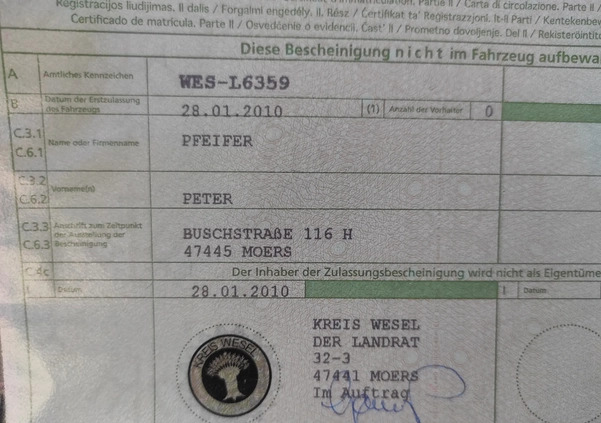 Registracijos liudijimas. II dalis / Forgalmi engedély. II. Rész / Ċertifikat ta' Reġistrazzjoni. It-II Parti / Kentekenbew
Certificado de matrícula. Parte II / Osvedčenie o evidencii. Časť II / Prometno dovoljenje. Del II / Rekisteröintito
Diese Bescheinigung nicht im Fahrzeug aufbewa
A Amtliches Kennzeichen WES-L6359
B Datum der Erstzulassung des Fahrzeugs 28.01.2010 (1) Anzahl der Vorhalter 0
C.3.1
C.6.1 Name oder Firmenname PFEIFER
C.3.2
C.6.2 Vorname(n) PETER
C.3.3 Anschrift zum Zeitpunkt der Ausstellung der BUSCHSTRAßE 116 H
C.6.3 Bescheinigung 47445 MOERS
C.4c Der Inhaber der Zulassungsbescheinigung wird nicht als Eigentüme
I. Datum 28.01.2010 I. Datum
KREIS WESEL
KREIS WESEL
DER LANDRAT
32-3
47441 MOERS
Im Auftrag